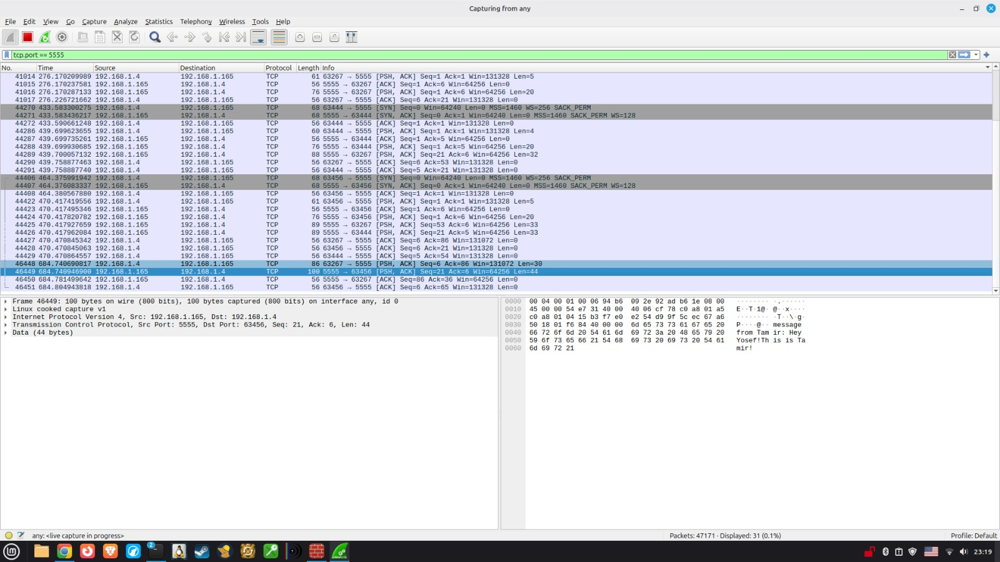 Capturing from any
File Edit View Go Capture Analyze Statistics Telephony Wireless Tools Help
tcp.port == 5555
No. Time Source Destination Protocol Length Info
41014 276.170209989 192.168.1.4 192.168.1.165 TCP 61 63267 → 5555 [PSH, ACK] Seq=1 Ack=1 Win=131328 Len=5
41015 276.170237581 192.168.1.165 192.168.1.4 TCP 56 5555 → 63267 [ACK] Seq=1 Ack=6 Win=64256 Len=0
41016 276.170287133 192.168.1.165 192.168.1.4 TCP 76 5555 → 63267 [PSH, ACK] Seq=1 Ack=6 Win=64256 Len=20
41017 276.226721662 192.168.1.4 192.168.1.165 TCP 56 63267 → 5555 [ACK] Seq=6 Ack=21 Win=131328 Len=0
44270 433.583300275 192.168.1.4 192.168.1.165 TCP 68 63444 → 5555 [SYN] Seq=0 Win=64240 Len=0 MSS=1460 WS=256 SACK_PERM
44271 433.583436217 192.168.1.165 192.168.1.4 TCP 68 5555 → 63444 [SYN, ACK] Seq=0 Ack=1 Win=64240 Len=0 MSS=1460 SACK_PERM WS=128
44272 433.590661248 192.168.1.4 192.168.1.165 TCP 56 63444 → 5555 [ACK] Seq=1 Ack=1 Win=131328 Len=0
44286 439.699623655 192.168.1.4 192.168.1.165 TCP 60 63444 → 5555 [PSH, ACK] Seq=1 Ack=1 Win=131328 Len=4
44287 439.699735261 192.168.1.165 192.168.1.4 TCP 56 5555 → 63444 [ACK] Seq=1 Ack=5 Win=64256 Len=0
44288 439.699930685 192.168.1.165 192.168.1.4 TCP 76 5555 → 63444 [PSH, ACK] Seq=1 Ack=5 Win=64256 Len=20
44289 439.700057132 192.168.1.165 192.168.1.4 TCP 88 5555 → 63267 [PSH, ACK] Seq=21 Ack=6 Win=64256 Len=32
44290 439.758877463 192.168.1.4 192.168.1.165 TCP 56 63267 → 5555 [ACK] Seq=6 Ack=53 Win=131328 Len=0
44291 439.758887740 192.168.1.4 192.168.1.165 TCP 56 63444 → 5555 [ACK] Seq=5 Ack=21 Win=131328 Len=0
44406 464.375991942 192.168.1.4 192.168.1.165 TCP 68 63456 → 5555 [SYN] Seq=0 Win=64240 Len=0 MSS=1460 WS=256 SACK_PERM
44407 464.376083337 192.168.1.165 192.168.1.4 TCP 68 5555 → 63456 [SYN, ACK] Seq=0 Ack=1 Win=64240 Len=0 MSS=1460 SACK_PERM WS=128
44408 464.380567880 192.168.1.4 192.168.1.165 TCP 56 63456 → 5555 [ACK] Seq=1 Ack=1 Win=131328 Len=0
44422 470.417419556 192.168.1.4 192.168.1.165 TCP 61 63456 → 5555 [PSH, ACK] Seq=1 Ack=1 Win=131328 Len=5
44423 470.417495346 192.168.1.165 192.168.1.4 TCP 56 5555 → 63456 [ACK] Seq=1 Ack=6 Win=64256 Len=0
44424 470.417820782 192.168.1.165 192.168.1.4 TCP 76 5555 → 63456 [PSH, ACK] Seq=1 Ack=6 Win=64256 Len=20
44425 470.417927659 192.168.1.165 192.168.1.4 TCP 89 5555 → 63267 [PSH, ACK] Seq=53 Ack=6 Win=64256 Len=33
44426 470.417962084 192.168.1.165 192.168.1.4 TCP 89 5555 → 63444 [PSH, ACK] Seq=21 Ack=5 Win=64256 Len=33
44427 470.470845342 192.168.1.4 192.168.1.165 TCP 56 63267 → 5555 [ACK] Seq=6 Ack=86 Win=131072 Len=0
44428 470.470845063 192.168.1.4 192.168.1.165 TCP 56 63456 → 5555 [ACK] Seq=6 Ack=21 Win=131328 Len=0
44429 470.470864557 192.168.1.4 192.168.1.165 TCP 56 63444 → 5555 [ACK] Seq=5 Ack=54 Win=131328 Len=0
46448 684.740690817 192.168.1.4 192.168.1.165 TCP 86 63267 → 5555 [PSH, ACK] Seq=6 Ack=86 Win=131072 Len=30
46449 684.740946900 192.168.1.165 192.168.1.4 TCP 100 5555 → 63456 [PSH, ACK] Seq=21 Ack=6 Win=64256 Len=44
46450 684.781499642 192.168.1.165 192.168.1.4 TCP 56 5555 → 63267 [ACK] Seq=86 Ack=36 Win=64256 Len=0
46451 684.804943818 192.168.1.4 192.168.1.165 TCP 56 63456 → 5555 [ACK] Seq=6 Ack=65 Win=131328 Len=0
Frame 46449: 100 bytes on wire (800 bits), 100 bytes captured (800 bits) on interface any, id 0
Linux cooked capture v1
Internet Protocol Version 4, Src: 192.168.1.165, Dst: 192.168.1.4
Transmission Control Protocol, Src Port: 5555, Dst Port: 63456, Seq: 21, Ack: 6, Len: 44
Data (44 bytes)
0000 00 04 00 01 00 06 94 b6 09 2e 92 ad b6 1e 08 00 ········ ·.······
0010 45 00 00 54 e7 31 40 00 40 06 cf 78 c0 a8 01 a5 E··T·1@· @··x····
0020 c0 a8 01 04 15 b3 f7 e0 e2 54 d9 9f 5c ec 67 a6 ········ ·T··\·g·
0030 50 18 01 f6 84 40 00 00 6d 65 73 73 61 67 65 20 P····@·· message
0040 66 72 6f 6d 20 54 61 6d 69 72 3a 20 48 65 79 20 from Tam ir: Hey
0050 59 6f 73 65 66 21 54 68 69 73 20 69 73 20 54 61 Yosef!Th is is Ta
0060 6d 69 72 21 mir!
any: <live capture in progress>
Packets: 47171 · Displayed: 31 (0.1%)
Profile: Default
2
23:19